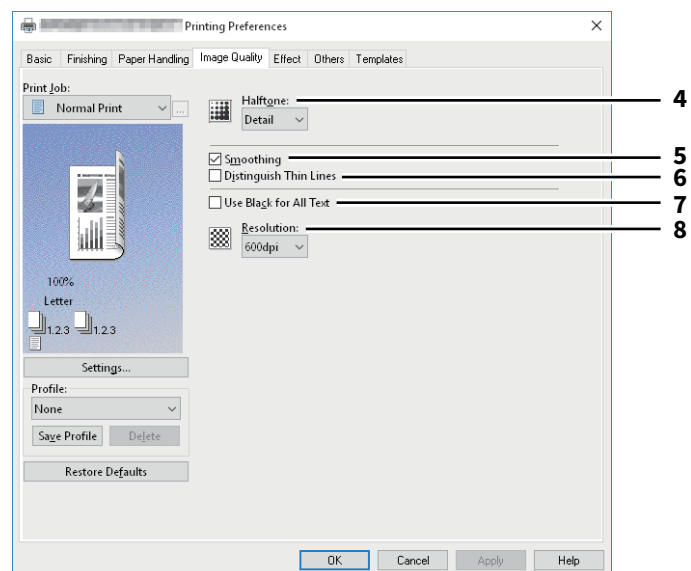 Printing Preferences
Basic Finishing Paper Handling Image Quality Effect Others Templates
Print Job:
Normal Print ...
Halftone:
Detail
4
Smoothing
5
Distinguish Thin Lines
6
Use Black for All Text
7
Resolution:
600dpi
8
100%
Letter
1.2.3 1.2.3
Settings...
Profile:
None
Save Profile Delete
Restore Defaults
OK Cancel Apply Help